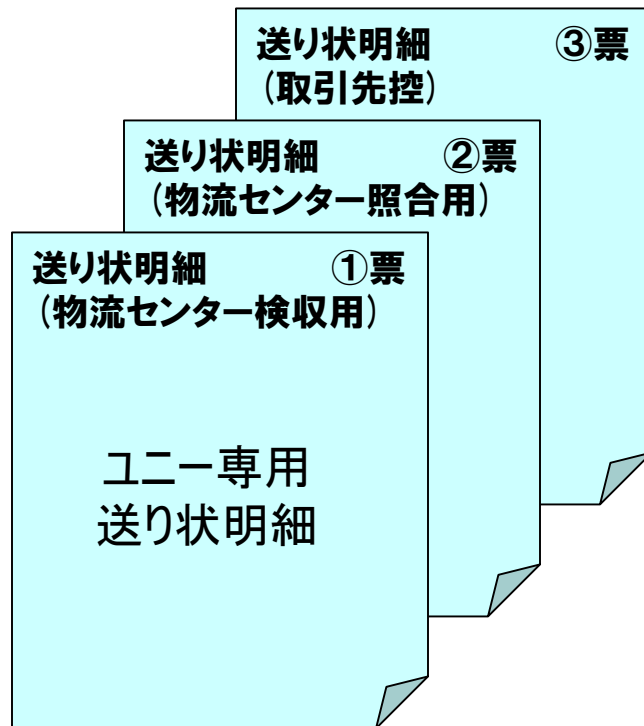 送り状明細 ③票
(取引先控)
送り状明細 ②票
(物流センター照合用)
送り状明細 ①票
(物流センター検収用)
ユニー専用
送り状明細